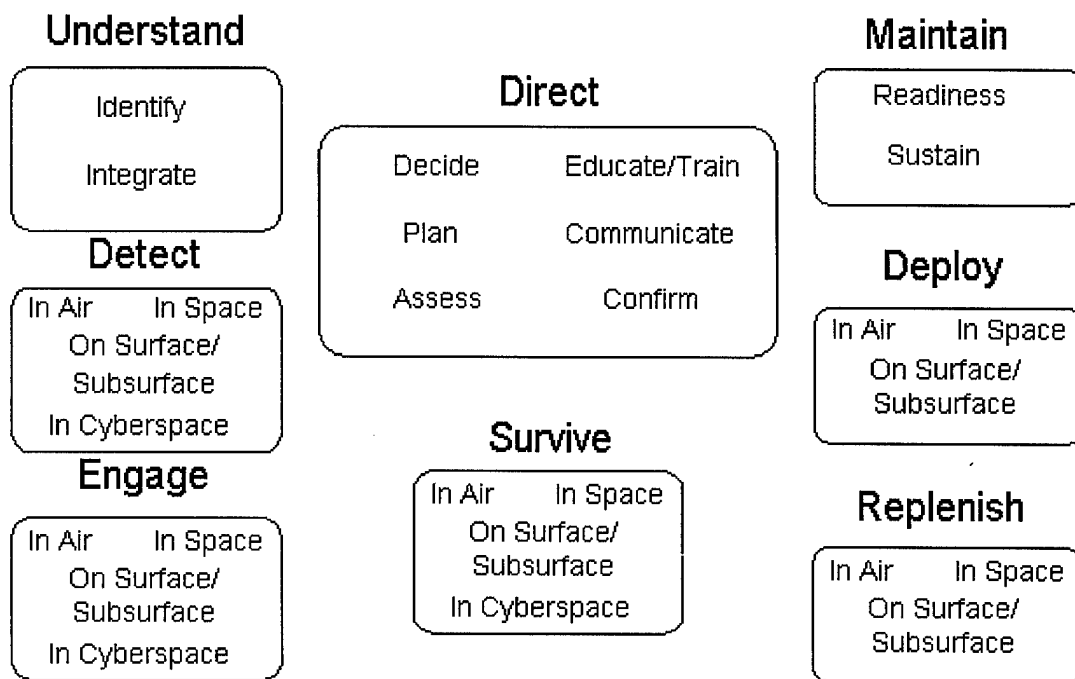 Understand
Identify
Integrate
Detect
In Air In Space
On Surface/
Subsurface
In Cyberspace
Engage
In Air In Space
On Surface/
Subsurface
In Cyberspace
Direct
Decide Educate/Train
Plan Communicate
Assess Confirm
Survive
In Air In Space
On Surface/
Subsurface
In Cyberspace
Maintain
Readiness
Sustain
Deploy
In Air In Space
On Surface/
Subsurface
Replenish
In Air In Space
On Surface/
Subsurface